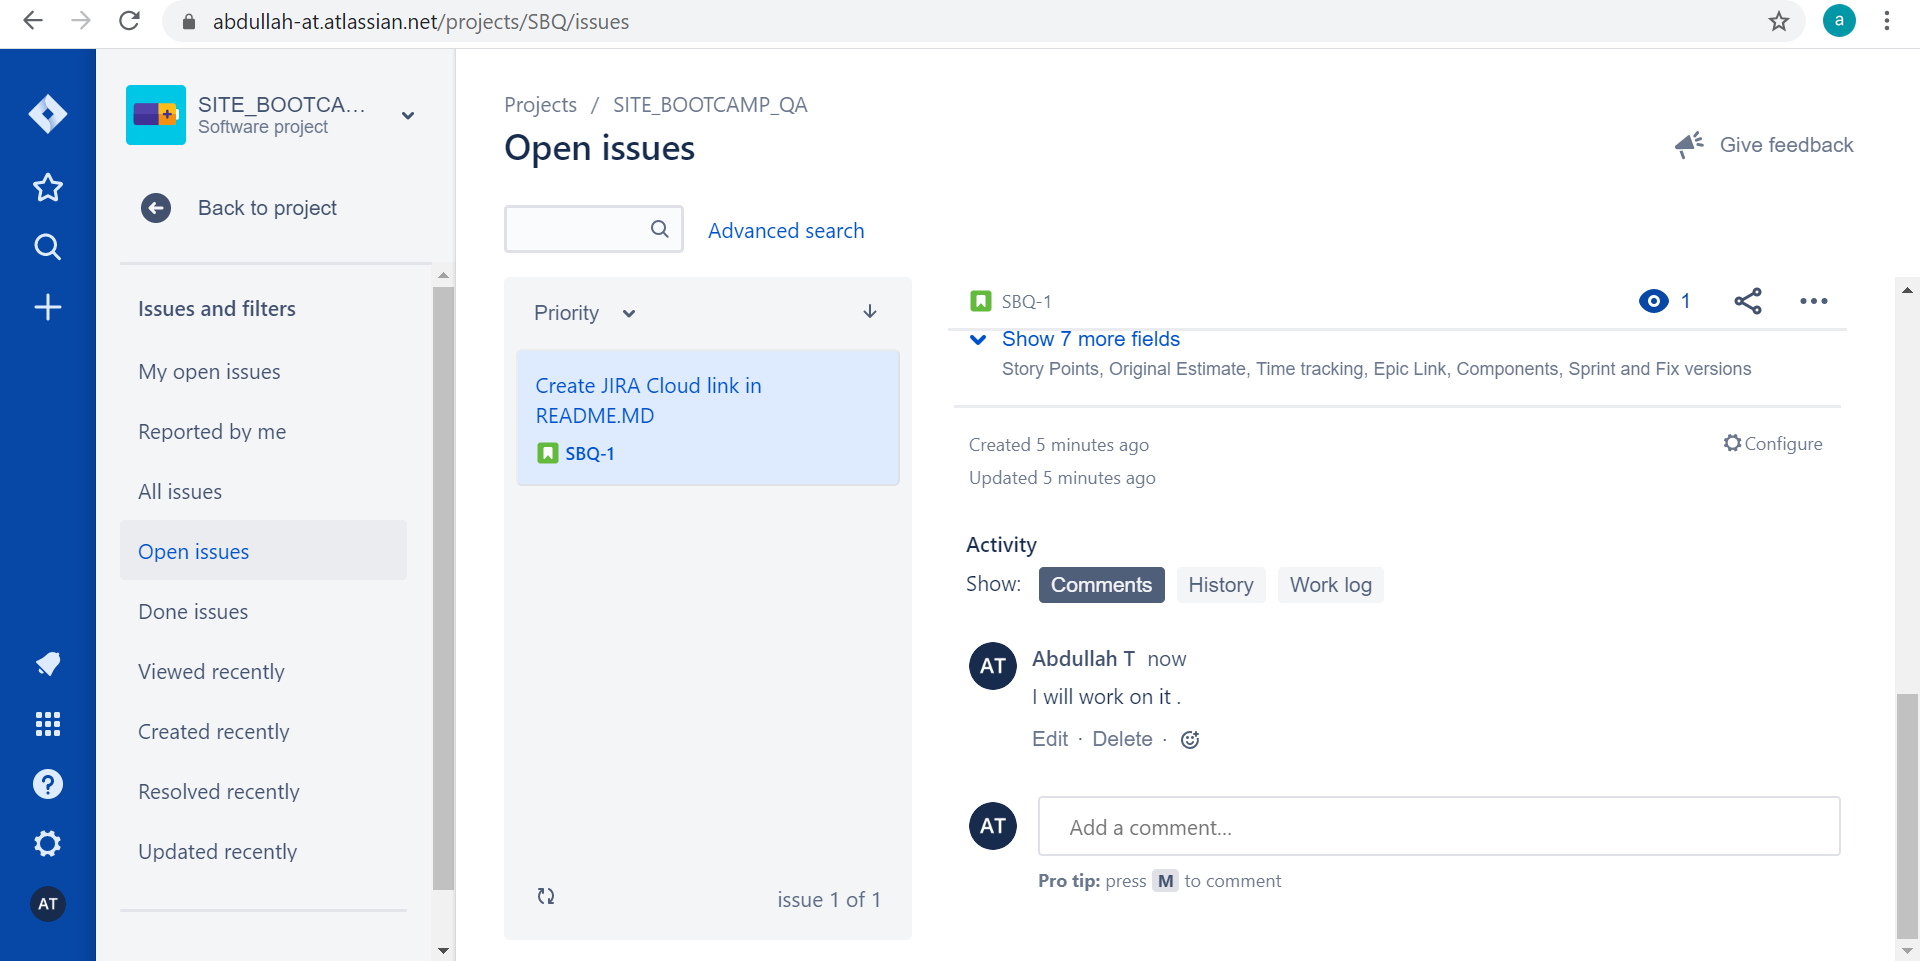 abdullah-at.atlassian.net/projects/SBQ/issues
a
SITE_BOOTCA...
Software project
Back to project
Issues and filters
My open issues
Reported by me
All issues
Open issues
Done issues
Viewed recently
Created recently
Resolved recently
Updated recently
AT
Projects / SITE_BOOTCAMP_QA
Open issues
Give feedback
Advanced search
Priority
Create JIRA Cloud link in
README.MD
SBQ-1
issue 1 of 1
SBQ-1
1
Show 7 more fields
Story Points, Original Estimate, Time tracking, Epic Link, Components, Sprint and Fix versions
Created 5 minutes ago
Configure
Updated 5 minutes ago
Activity
Show: Comments History Work log
AT
Abdullah T now
I will work on it .
Edit · Delete ·
AT
Add a comment...
Pro tip: press M to comment